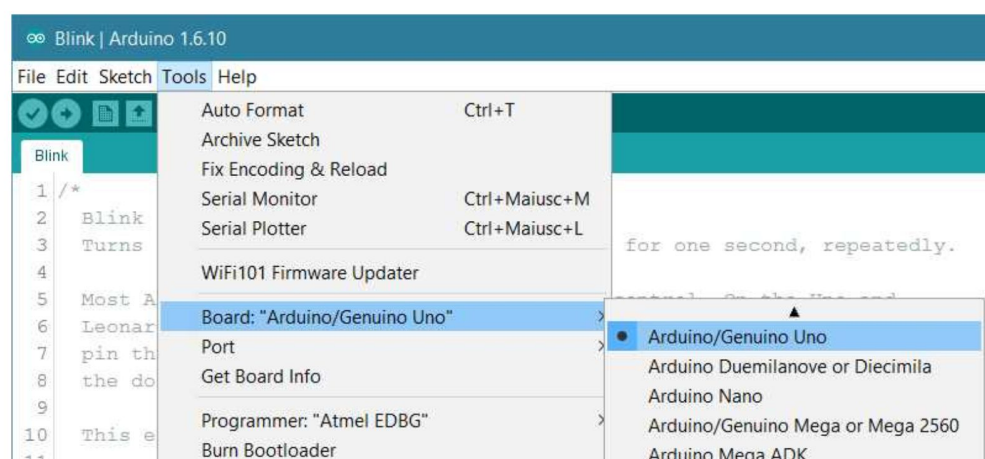 Blink | Arduino 1.6.10
File Edit Sketch Tools Help
Auto Format Ctrl+T
Archive Sketch
Fix Encoding & Reload
Serial Monitor Ctrl+Maiusc+M
Serial Plotter Ctrl+Maiusc+L
WiFi101 Firmware Updater
Board: "Arduino/Genuino Uno"
Port
Get Board Info
Programmer: "Atmel EDBG"
Burn Bootloader
Arduino/Genuino Uno
Arduino Duemilanove or Diecimila
Arduino Nano
Arduino/Genuino Mega or Mega 2560
Arduino Mega ADK
Blink
1 /*
2 Blink
3 Turns for one second, repeatedly.
4
5 Most A
6 Leonar
7 pin th
8 the do
9
10 This e